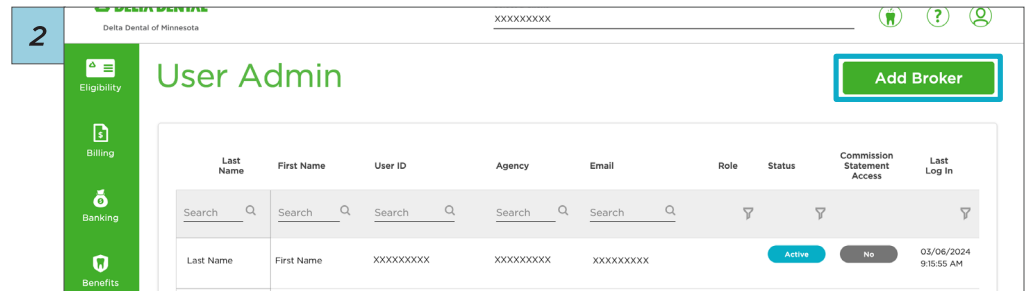 2
DELTA DENTAL
Delta Dental of Minnesota
XXXXXXXXX
?
Eligibility
Billing
Banking
Benefits
User Admin
Add Broker
Last Name
First Name
User ID
Agency
Email
Role
Status
Commission Statement Access
Last Log In
Search
Search
Search
Search
Search
Last Name
First Name
XXXXXXXXX
XXXXXXXXX
XXXXXXXXX
Active
No
03/06/2024
9:15:55 AM